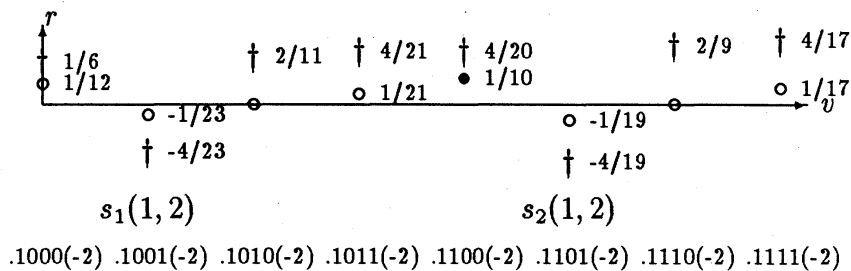 r
† 1/6 † 2/11 † 4/21 † 4/20 † 2/9 † 4/17
1/12 1/21 1/10 1/17
-1/23 -1/19 v
† -4/23 † -4/19
s₁(1,2) s₂(1,2)
.1000(-2) .1001(-2) .1010(-2) .1011(-2) .1100(-2) .1101(-2) .1110(-2) .1111(-2)